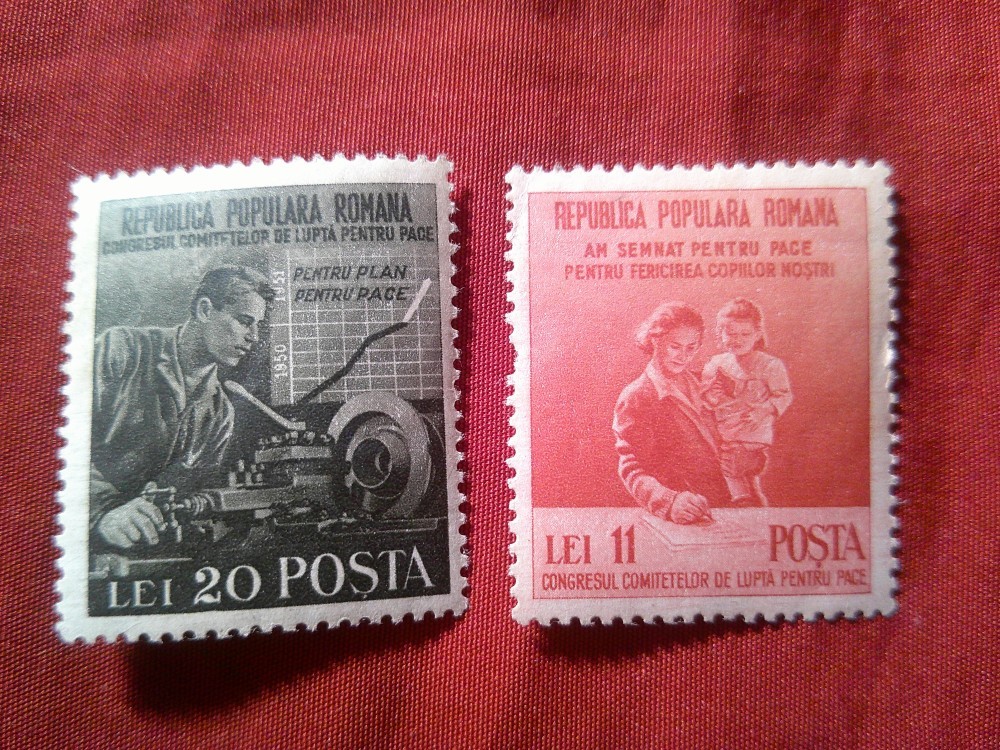 REPUBLICA POPULARA ROMANA
CONGRESUL COMITETELOR DE LUPTĂ PENTRU PACE
PENTRU PLAN
PENTRU PACE
1951
1950
LEI 20 POȘTA
REPUBLICA POPULARA ROMANA
AM SEMNAT PENTRU PACE
PENTRU FERICIREA COPIILOR NOȘTRI
LEI 11 POȘTA
CONGRESUL COMITETELOR DE LUPTĂ PENTRU PACE